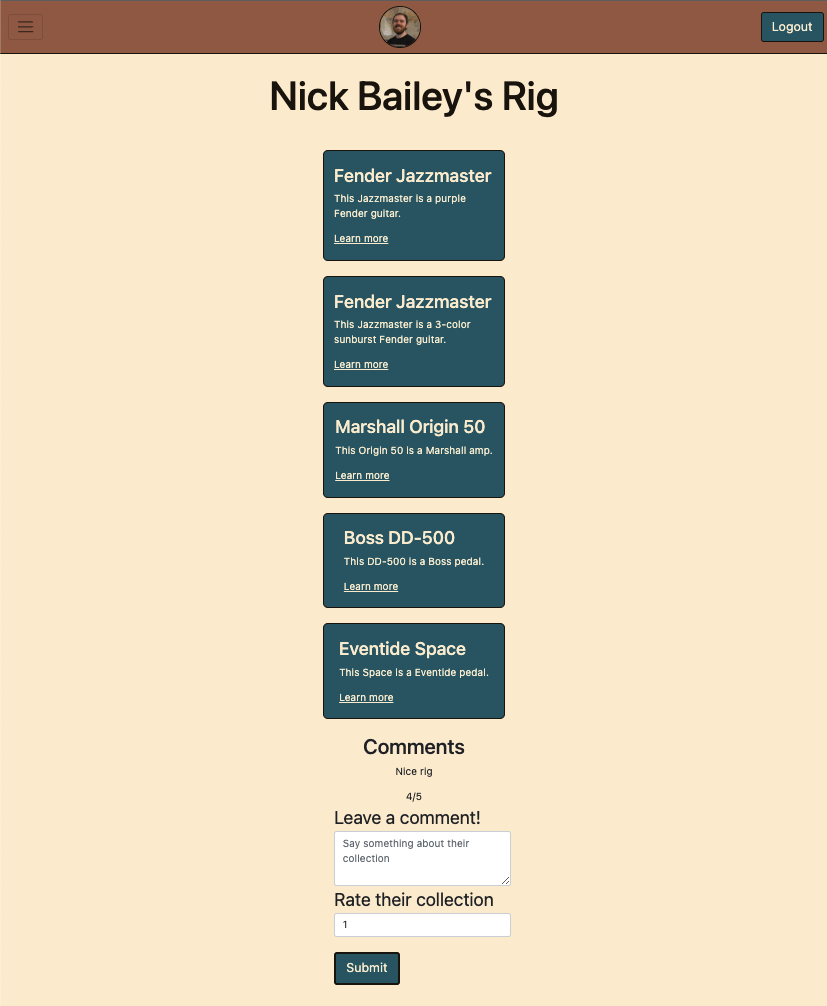 Logout
Nick Bailey's Rig
Fender Jazzmaster
This Jazzmaster is a purple
Fender guitar.
Learn more
Fender Jazzmaster
This Jazzmaster is a 3-color
sunburst Fender guitar.
Learn more
Marshall Origin 50
This Origin 50 is a Marshall amp.
Learn more
Boss DD-500
This DD-500 is a Boss pedal.
Learn more
Eventide Space
This Space is a Eventide pedal.
Learn more
Comments
Nice rig
4/5
Leave a comment!
Say something about their
collection
Rate their collection
1
Submit